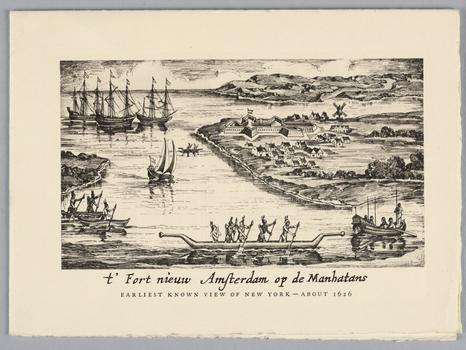 t' Fort nieuw Amsterdam op de Manhatans
EARLIEST KNOWN VIEW OF NEW YORK — ABOUT 1626